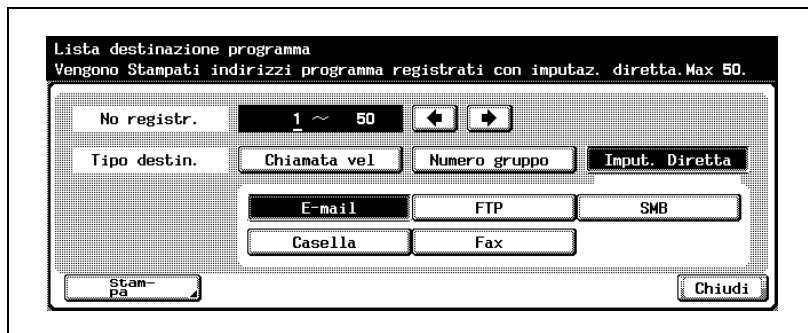 Lista destinazione programma
Vengono Stampati indirizzi programma registrati con imputaz. diretta.Max 50.
No registr. 1 ~ 50
Tipo destin. Chiamata vel Numero gruppo Imput. Diretta
E-mail FTP SMB
Casella Fax
Stam-
pa Chiudi